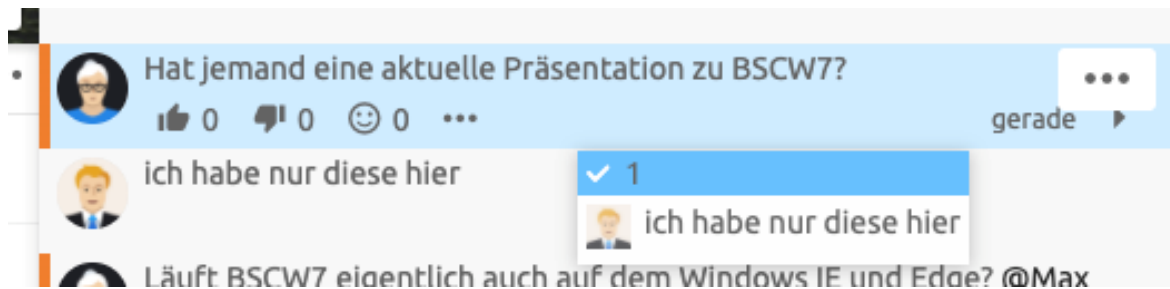 Hat jemand eine aktuelle Präsentation zu BSCW7?
0 0 0
gerade
ich habe nur diese hier
1
ich habe nur diese hier
Läuft BSCW7 eigentlich auch auf dem Windows IE und Edge? @Max